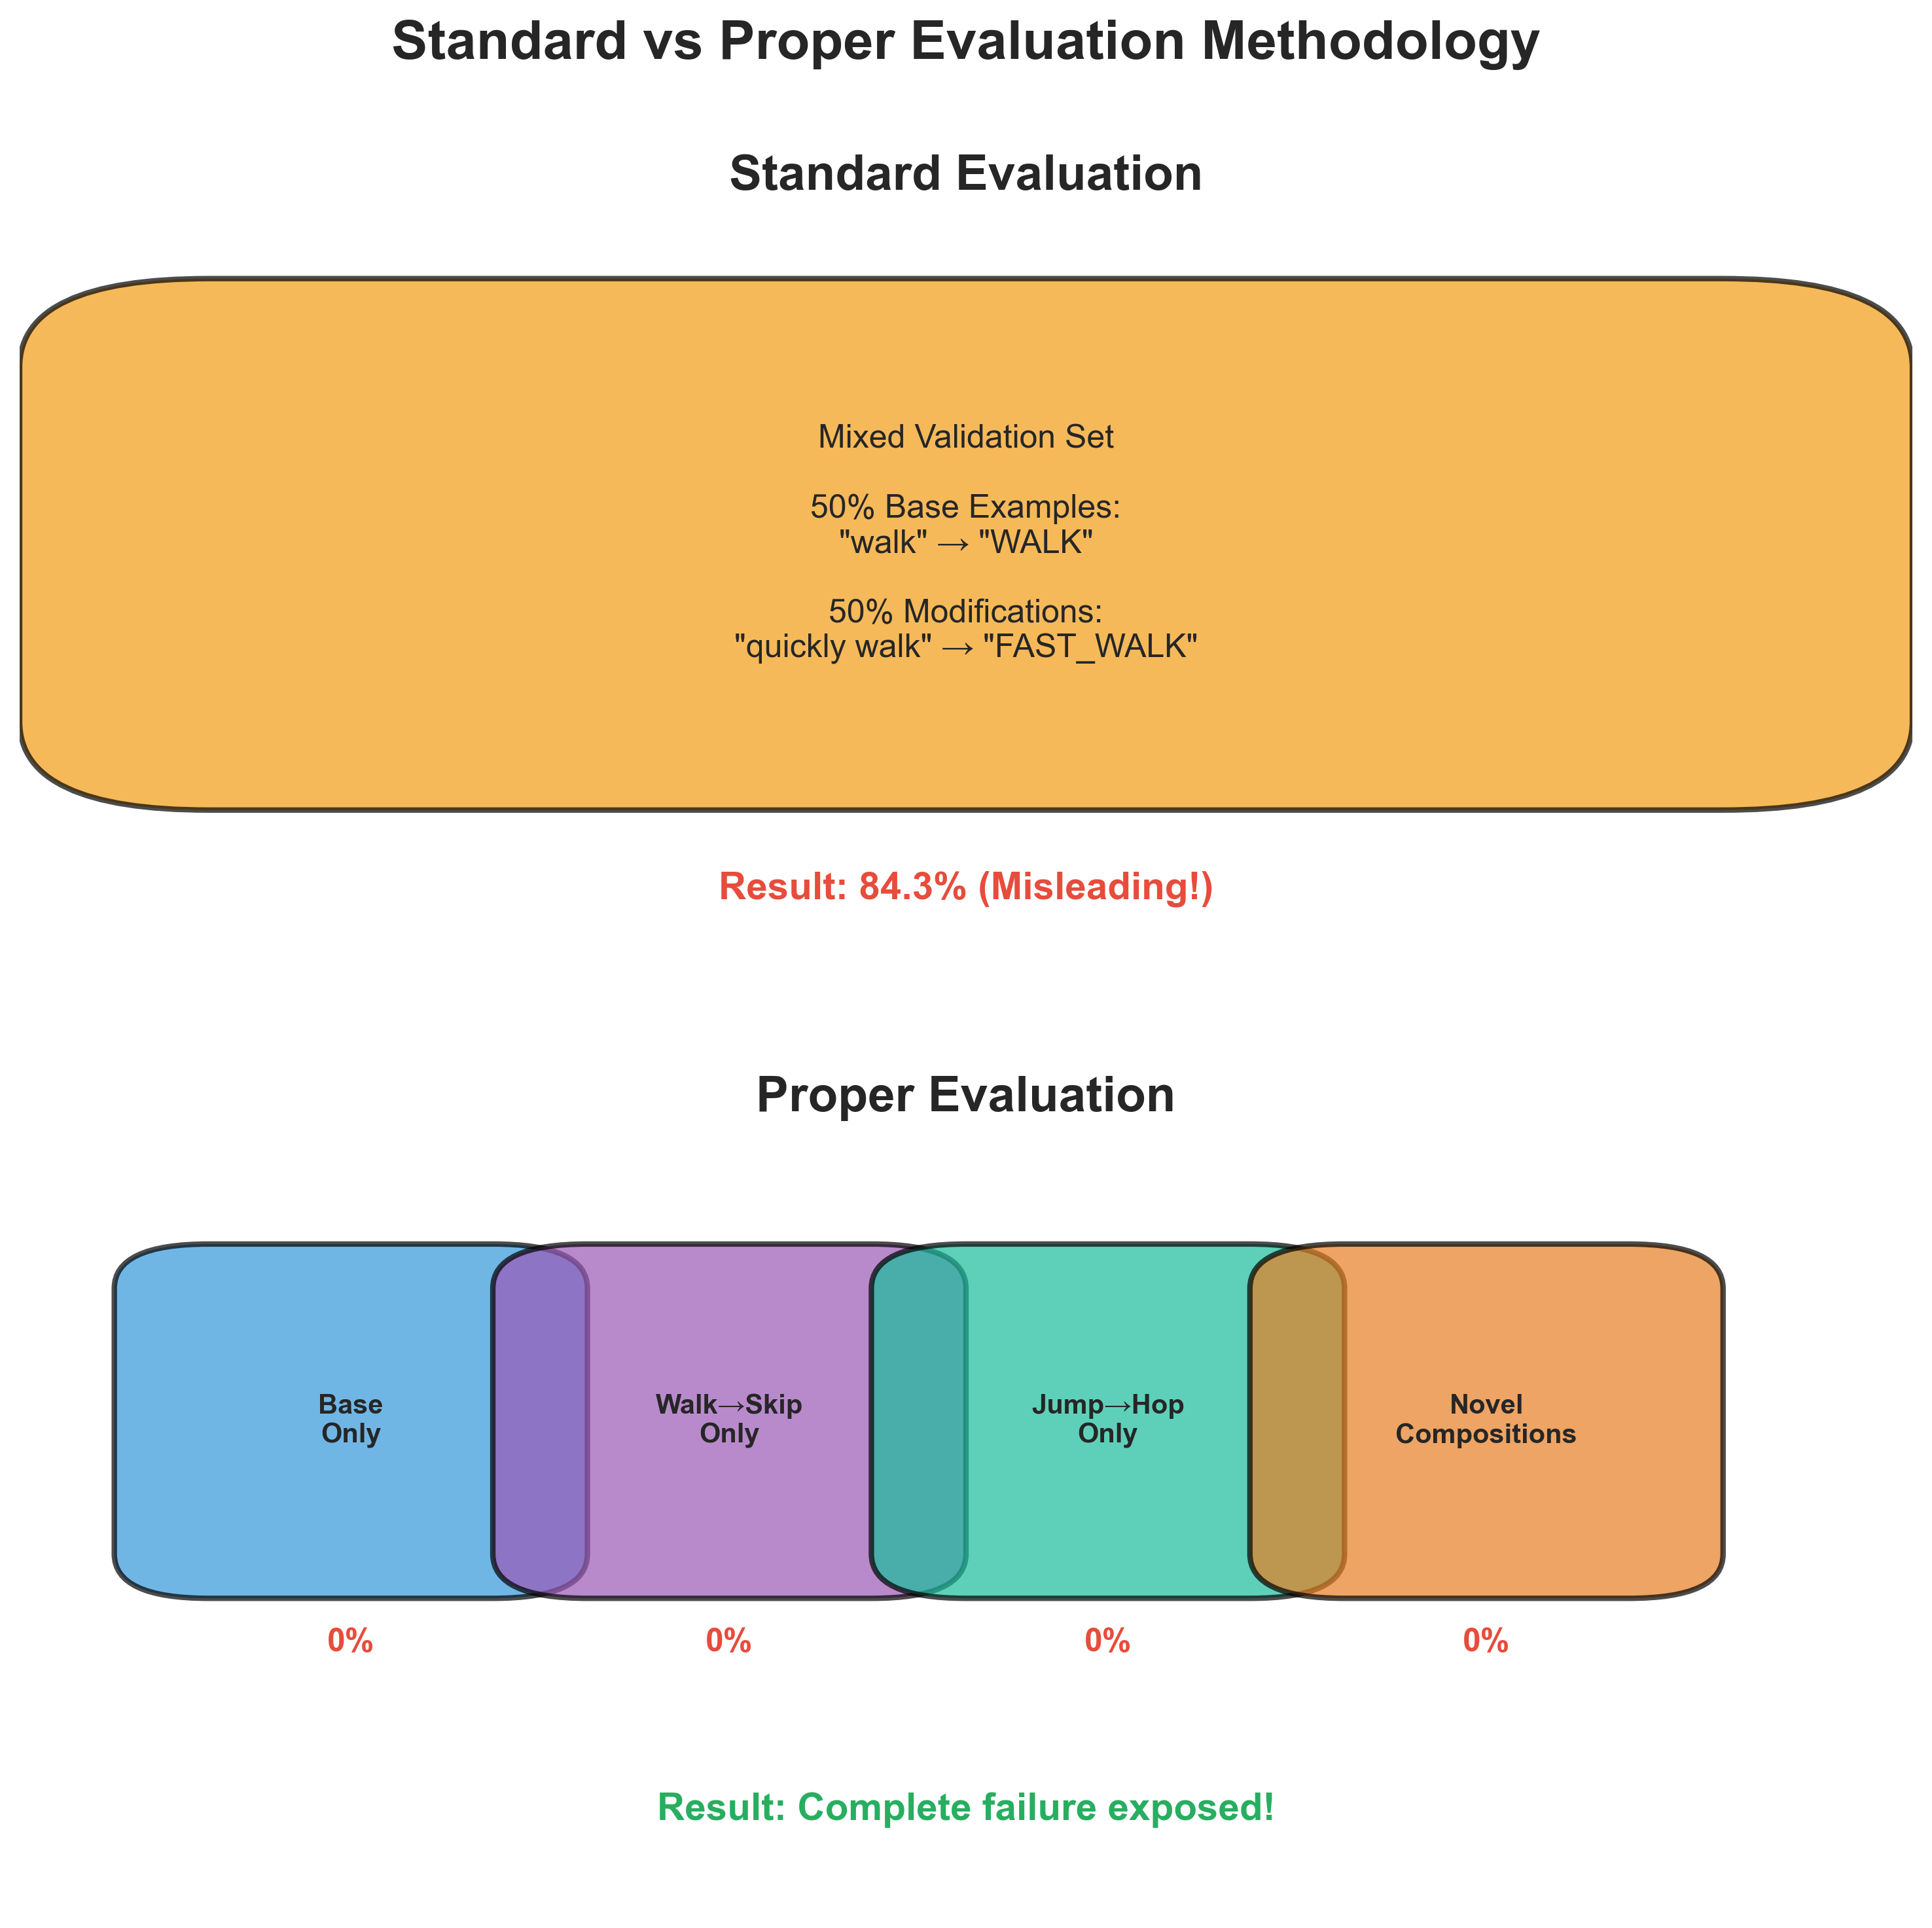 Standard vs Proper Evaluation Methodology
Standard Evaluation
Mixed Validation Set
50% Base Examples:
"walk" → "WALK"
50% Modifications:
"quickly walk" → "FAST_WALK"
Result: 84.3% (Misleading!)
Proper Evaluation
Base
Only
Walk→Skip
Only
Jump→Hop
Only
Novel
Compositions
0%
0%
0%
0%
Result: Complete failure exposed!